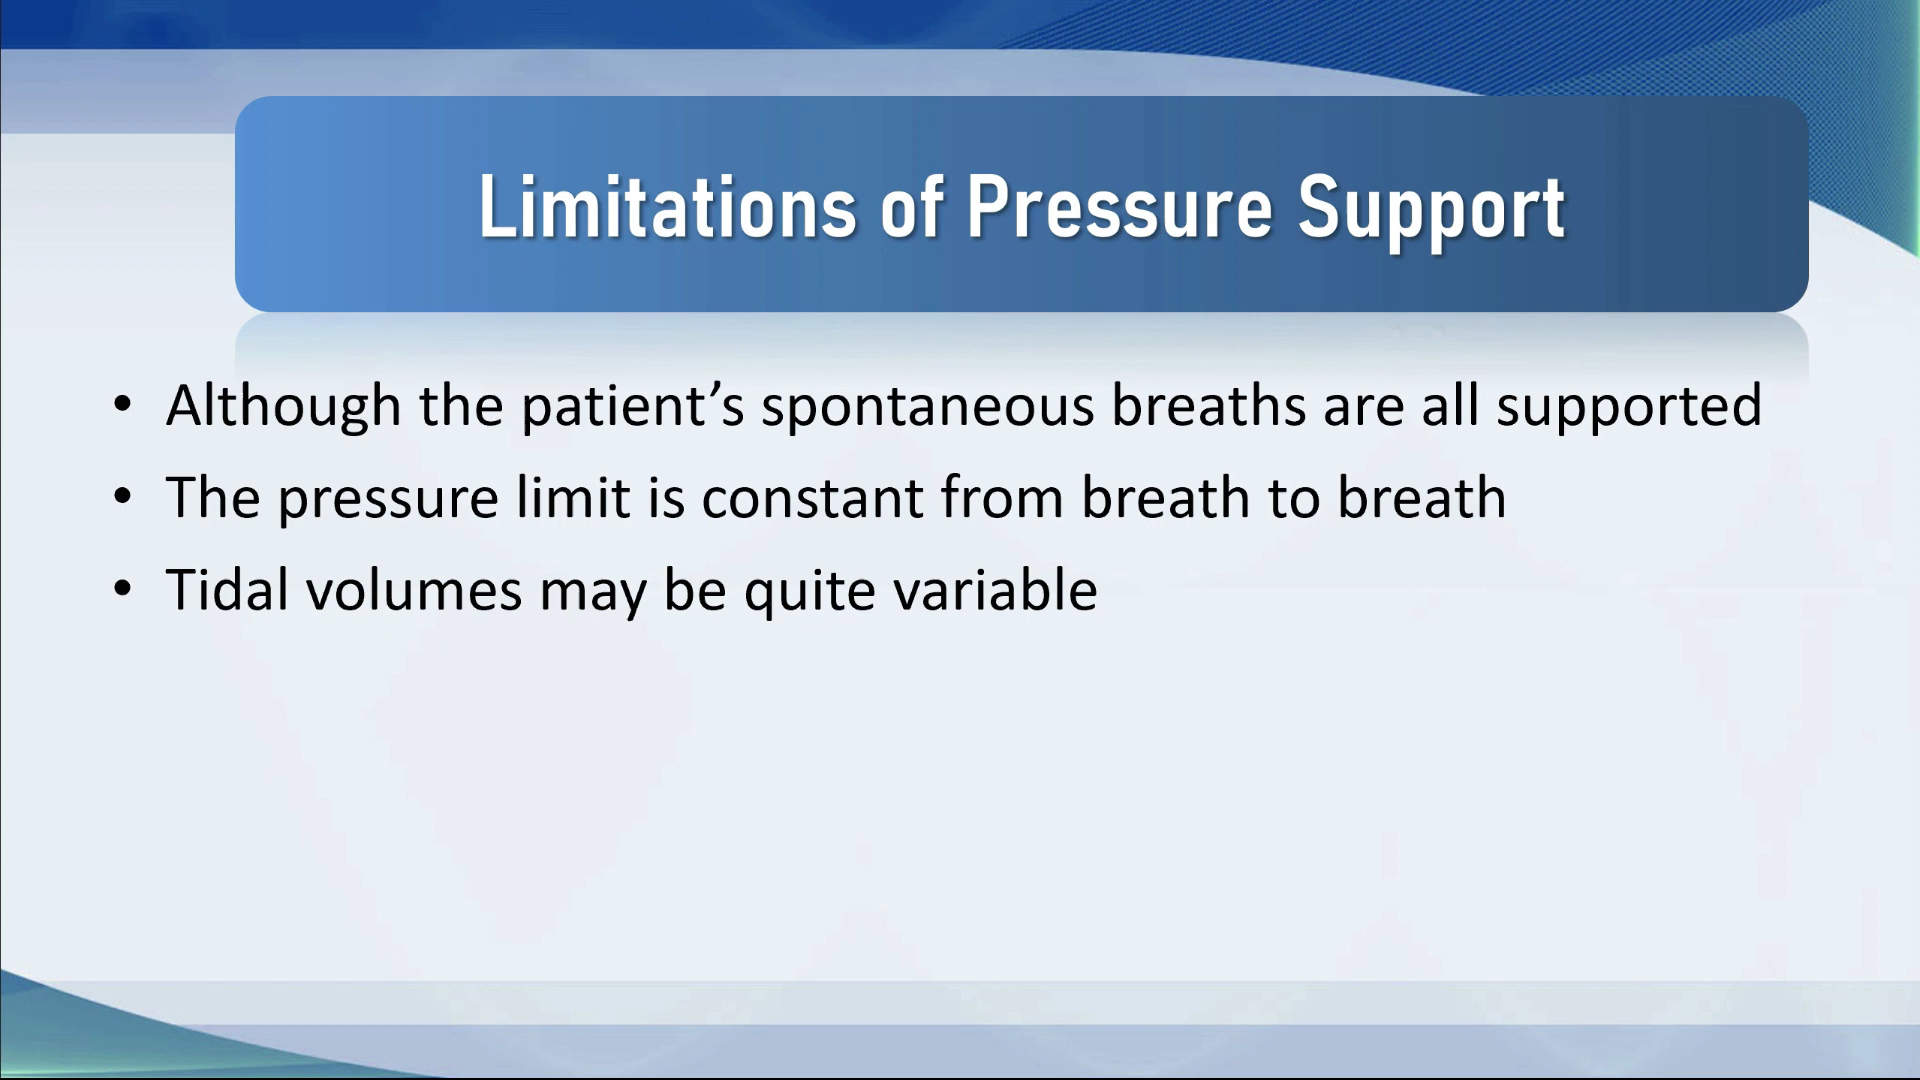 Limitations of Pressure Support
• Although the patient’s spontaneous breaths are all supported
• The pressure limit is constant from breath to breath
• Tidal volumes may be quite variable